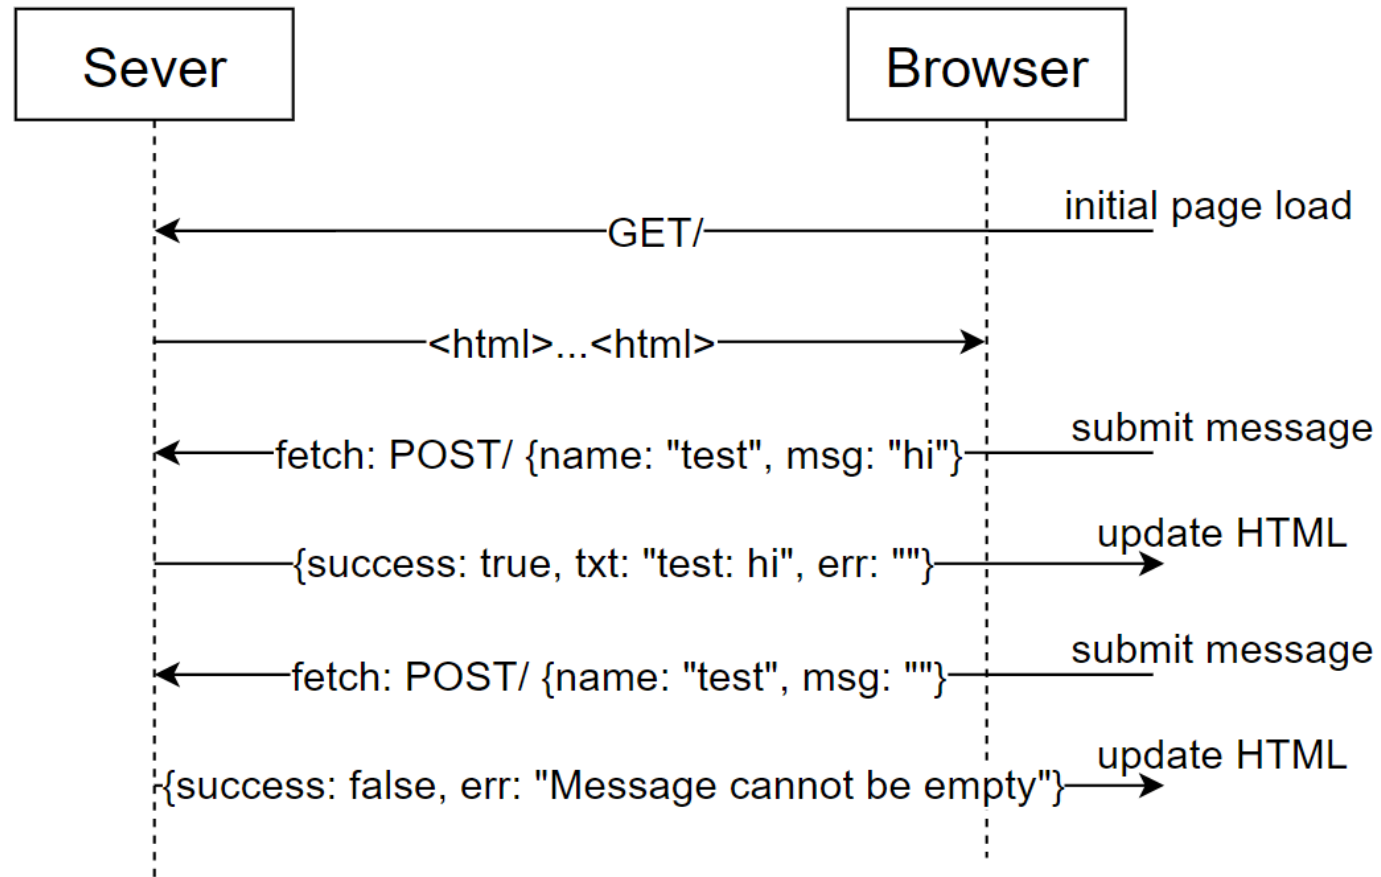 Sever
Browser
initial page load
GET/
<html>...<html>
submit message
fetch: POST/ {name: "test", msg: "hi"}
update HTML
{success: true, txt: "test: hi", err: ""}
submit message
fetch: POST/ {name: "test", msg: ""}
update HTML
{success: false, err: "Message cannot be empty"}